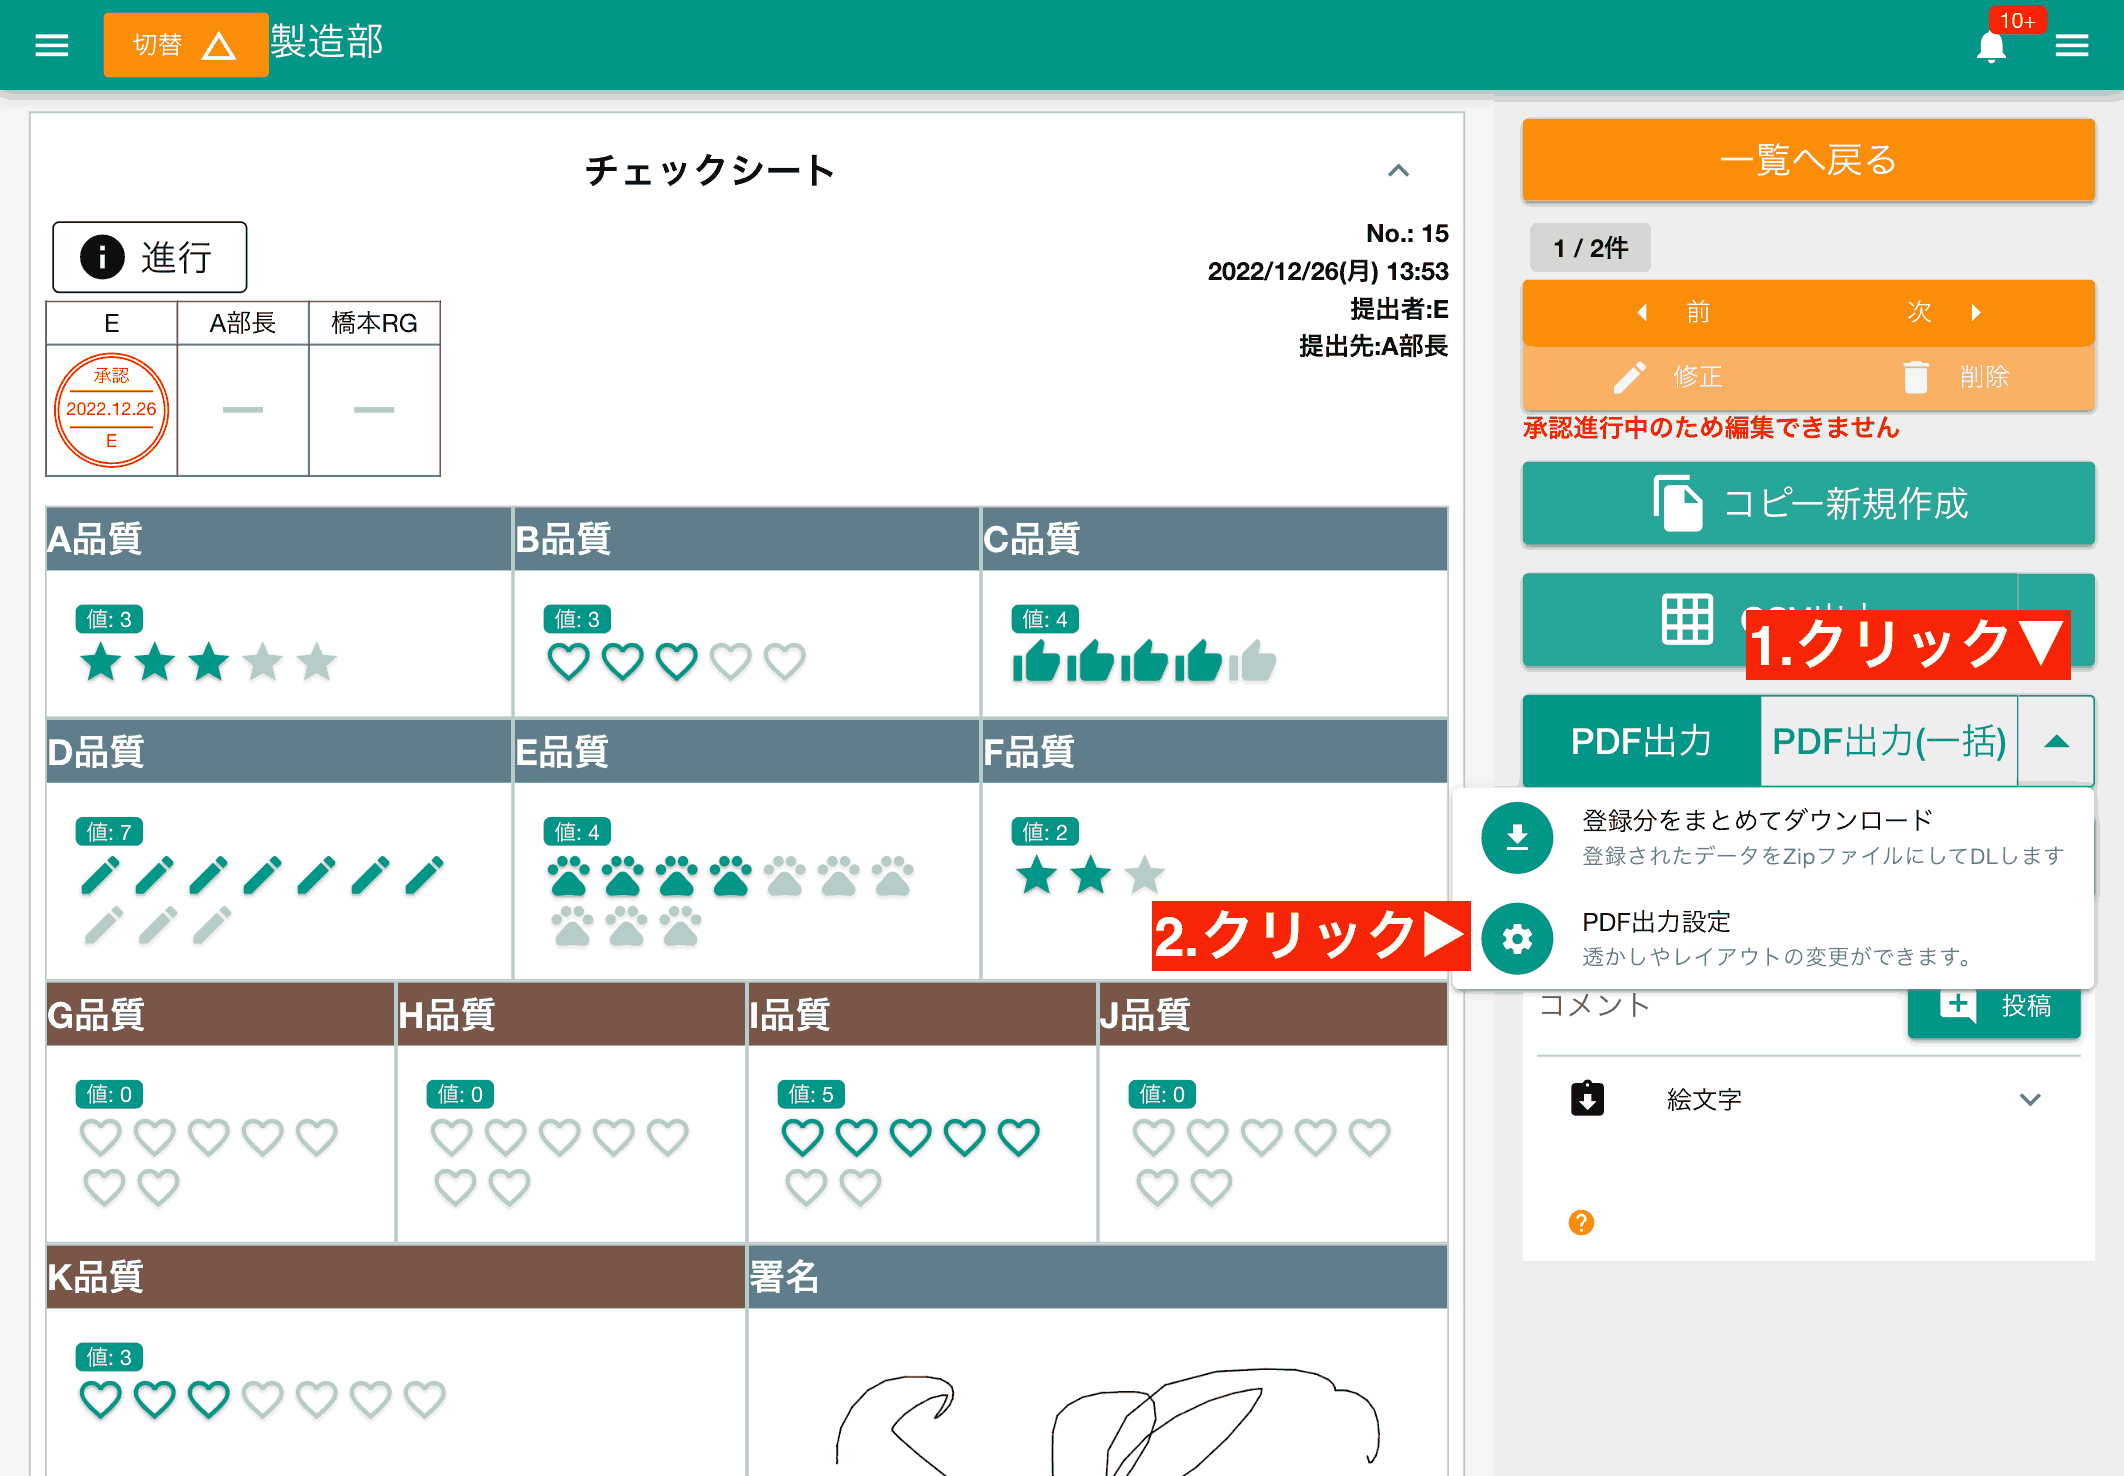 切替
製造部
10+
チェックシート
進行
No.: 15
2022/12/26(月) 13:53
提出者:E
提出先:A部長
E
A部長
橋本RG
承認
2022.12.26
E
A品質
B品質
C品質
値: 3
値: 3
値: 4
D品質
E品質
F品質
値: 7
値: 4
値: 2
G品質
H品質
I品質
J品質
値: 0
値: 0
値: 5
値: 0
K品質
署名
値: 3
一覧へ戻る
1 / 2件
前
次
修正
削除
承認進行中のため編集できません
コピー新規作成
1.クリック▼
PDF出力
PDF出力(一括)
登録分をまとめてダウンロード
登録されたデータをZipファイルにしてDLします
2.クリック▶
PDF出力設定
透かしやレイアウトの変更ができます。
コメント
投稿
絵文字